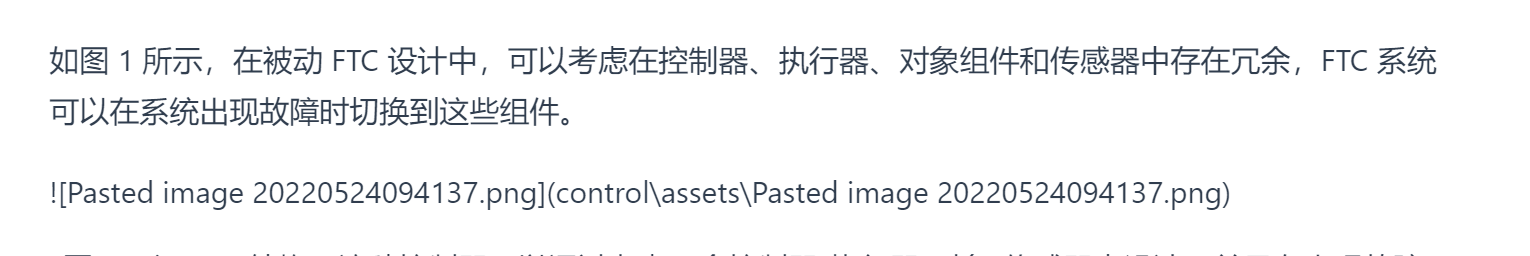 如图 1 所示，在被动 FTC 设计中，可以考虑在控制器、执行器、对象组件和传感器中存在冗余，FTC 系统
可以在系统出现故障时切换到这些组件。
![Pasted image 20220524094137.png](control\assets\Pasted image 20220524094137.png)